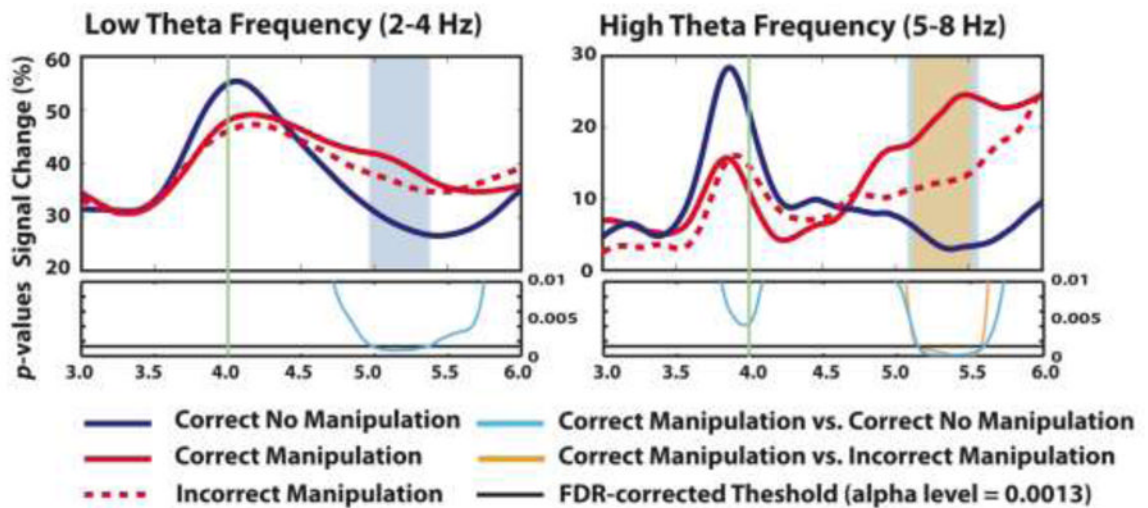 Low Theta Frequency (2-4 Hz)
High Theta Frequency (5-8 Hz)
Signal Change (%)
60
50
40
30
20
30
20
10
0
p-values
0.01
0.005
0
0.01
0.005
0
3.0 3.5 4.0 4.5 5.0 5.5 6.0
3.0 3.5 4.0 4.5 5.0 5.5 6.0
Correct No Manipulation
Correct Manipulation vs. Correct No Manipulation
Correct Manipulation
Correct Manipulation vs. Incorrect Manipulation
Incorrect Manipulation
FDR-corrected Theshold (alpha level = 0.0013)